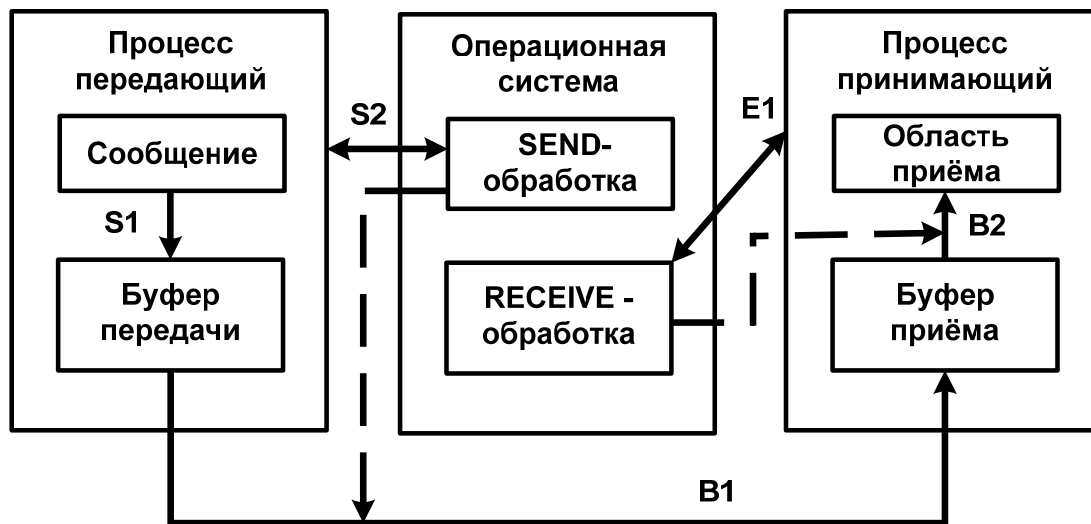 Процесс
передающий
Сообщение
S1
Буфер
передачи
S2
Операционная
система
SEND-
обработка
RECEIVE -
обработка
E1
Процесс
принимающий
Область
приёма
B2
Буфер
приёма
B1